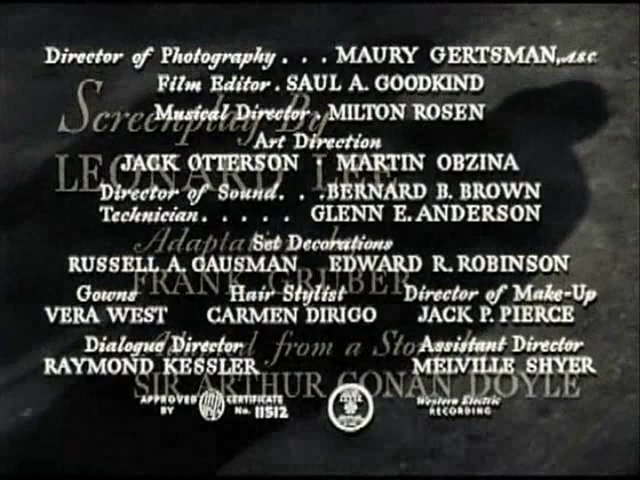 Director of Photography . . . MAURY GERTSMAN, A.S.C.
Film Editor . SAUL A. GOODKIND
Screenplay By
Musical Director . MILTON ROSEN
Art Direction
JACK OTTERSON MARTIN OBZINA
LEONARD LEE
Director of Sound. . .BERNARD B. BROWN
Technician. . . . . GLENN E. ANDERSON
Adaptation by
Set Decorations
RUSSELL A. GAUSMAN EDWARD R. ROBINSON
FRANK GRUBER
Gowns Hair Stylist Director of Make-Up
VERA WEST CARMEN DIRIGO JACK P. PIERCE
Dialogue Director Assistant Director
from a Story
RAYMOND KESSLER MELVILLE SHYER
SIR ARTHUR CONAN DOYLE
APPROVED CERTIFICATE
BY No. 11512
Western Electric
RECORDING